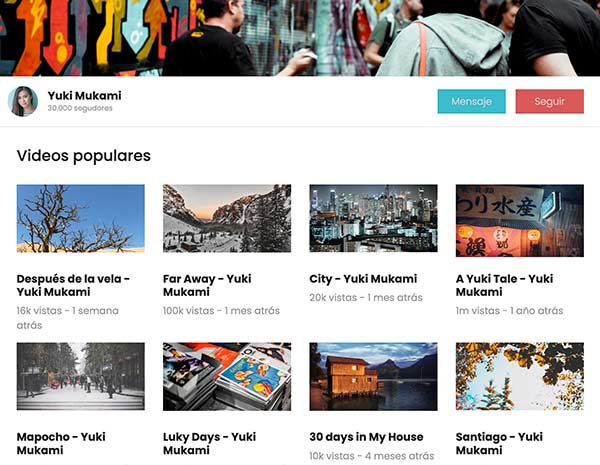 Yuki Mukami
30.000 segudores
Mensaje
Seguir
Videos populares
Después de la vela -
Yuki Mukami
16k vistas - 1 semana
atrás
Far Away - Yuki
Mukami
100k vistas - 1 mes atrás
City - Yuki Mukami
20k vistas - 1 mes atrás
わり水産
A Yuki Tale - Yuki
Mukami
1m vistas - 1 año atrás
Mapocho - Yuki
Mukami
Luky Days - Yuki
Mukami
30 days in My House
10k vistas - 4 meses atrás
Santiago - Yuki
Mukami